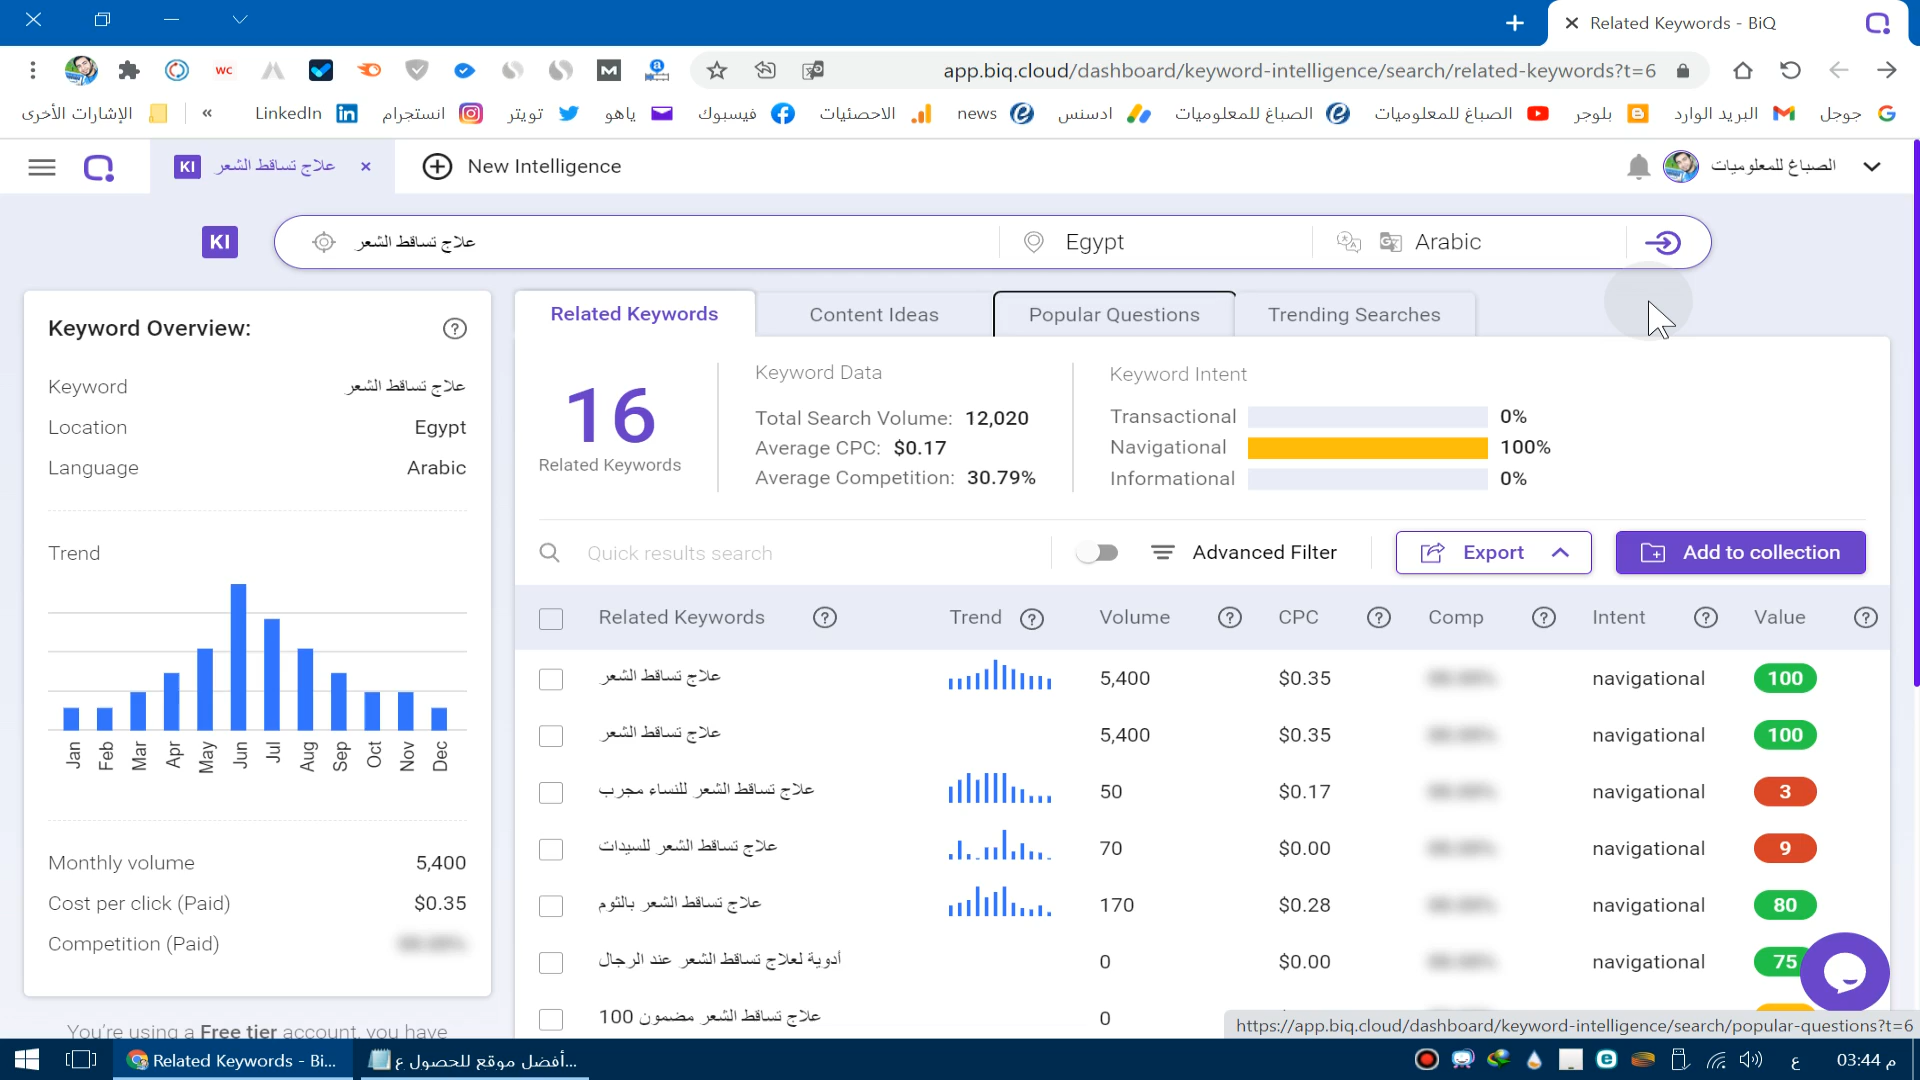 Related Keywords - BiQ
app.biq.cloud/dashboard/keyword-intelligence/search/related-keywords?t=6
جوجل
البريد الوارد
بلوجر
الصباغ للمعلوميات
الصباغ للمعلوميات
ادسنس
news
الاحصئيات
فيسبوك
ياهو
تويتر
انستجرام
LinkedIn
»
الإشارات الأخرى
KI علاج تساقط الشعر ×
New Intelligence
الصباغ للمعلوميات
KI
علاج تساقط الشعر
Egypt
Arabic
Keyword Overview:
Keyword علاج تساقط الشعر
Location Egypt
Language Arabic
Trend
Jan Feb Mar Apr May Jun Jul Aug Sep Oct Nov Dec
Monthly volume 5,400
Cost per click (Paid) $0.35
Competition (Paid)
You're using a Free tier account, you have
Related Keywords
Content Ideas
Popular Questions
Trending Searches
16
Related Keywords
Keyword Data
Total Search Volume: 12,020
Average CPC: $0.17
Average Competition: 30.79%
Keyword Intent
Transactional 0%
Navigational 100%
Informational 0%
Quick results search
Advanced Filter
Export
Add to collection
Related Keywords Trend Volume CPC Comp Intent Value
علاج تساقط الشعر 5,400 $0.35 navigational 100
علاج تساقط الشعر 5,400 $0.35 navigational 100
علاج تساقط الشعر للنساء مجرب 50 $0.17 navigational 3
علاج تساقط الشعر للسيدات 70 $0.00 navigational 9
علاج تساقط الشعر بالثوم 170 $0.28 navigational 80
أدوية لعلاج تساقط الشعر عند الرجال 0 $0.00 navigational 75
علاج تساقط الشعر مضمون 100 0
https://app.biq.cloud/dashboard/keyword-intelligence/search/popular-questions?t=6
Related Keywords - Bi...
أفضل موقع للحصول ع...
ع
03:44 م